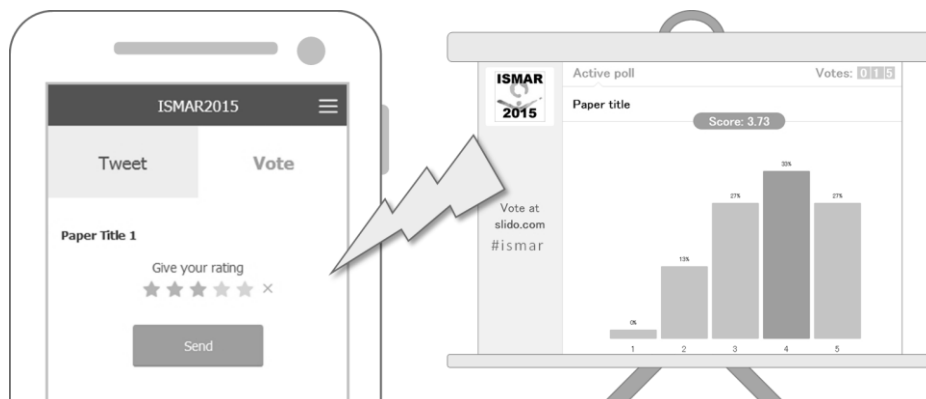 ISMAR2015
Tweet
Vote
Paper Title 1
Give your rating
×
Send
ISMAR
2015
Vote at
slido.com
#ismar
Active poll
Votes: 015
Paper title
Score: 3.73
0%
13%
27%
33%
27%
1 2 3 4 5